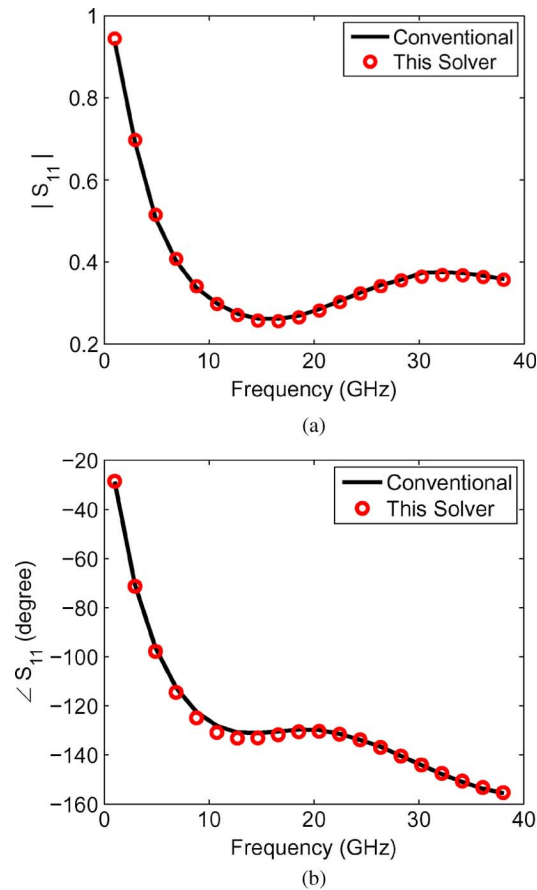 1
0.8
0.6
0.4
0.2
| S11 |
Conventional
This Solver
0 10 20 30 40
Frequency (GHz)
(a)
−20
−40
−60
−80
−100
−120
−140
−160
∠ S11 (degree)
Conventional
This Solver
0 10 20 30 40
Frequency (GHz)
(b)